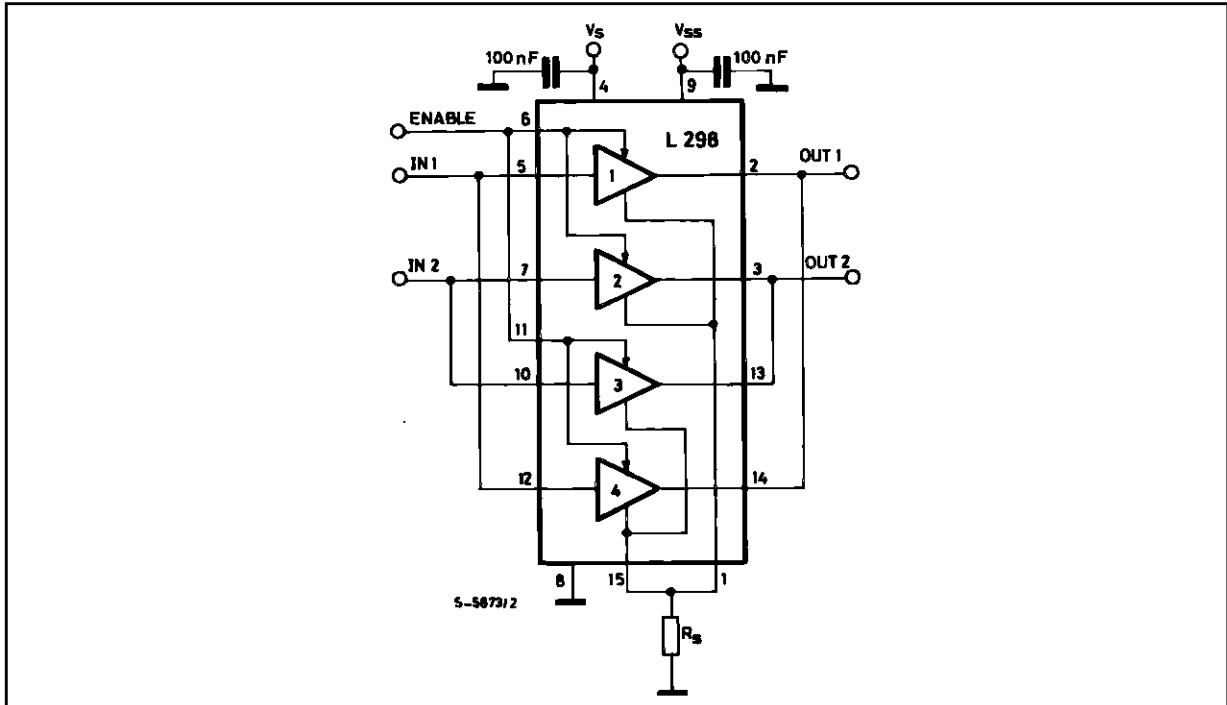 Vs Vss
100 nF 100 nF
4 9
ENABLE 6
L 298
IN 1 5 1 2 OUT 1
IN 2 7 2 3 OUT 2
11
10 3 13
12 4 14
8 15 1
S-5873/2
Rs